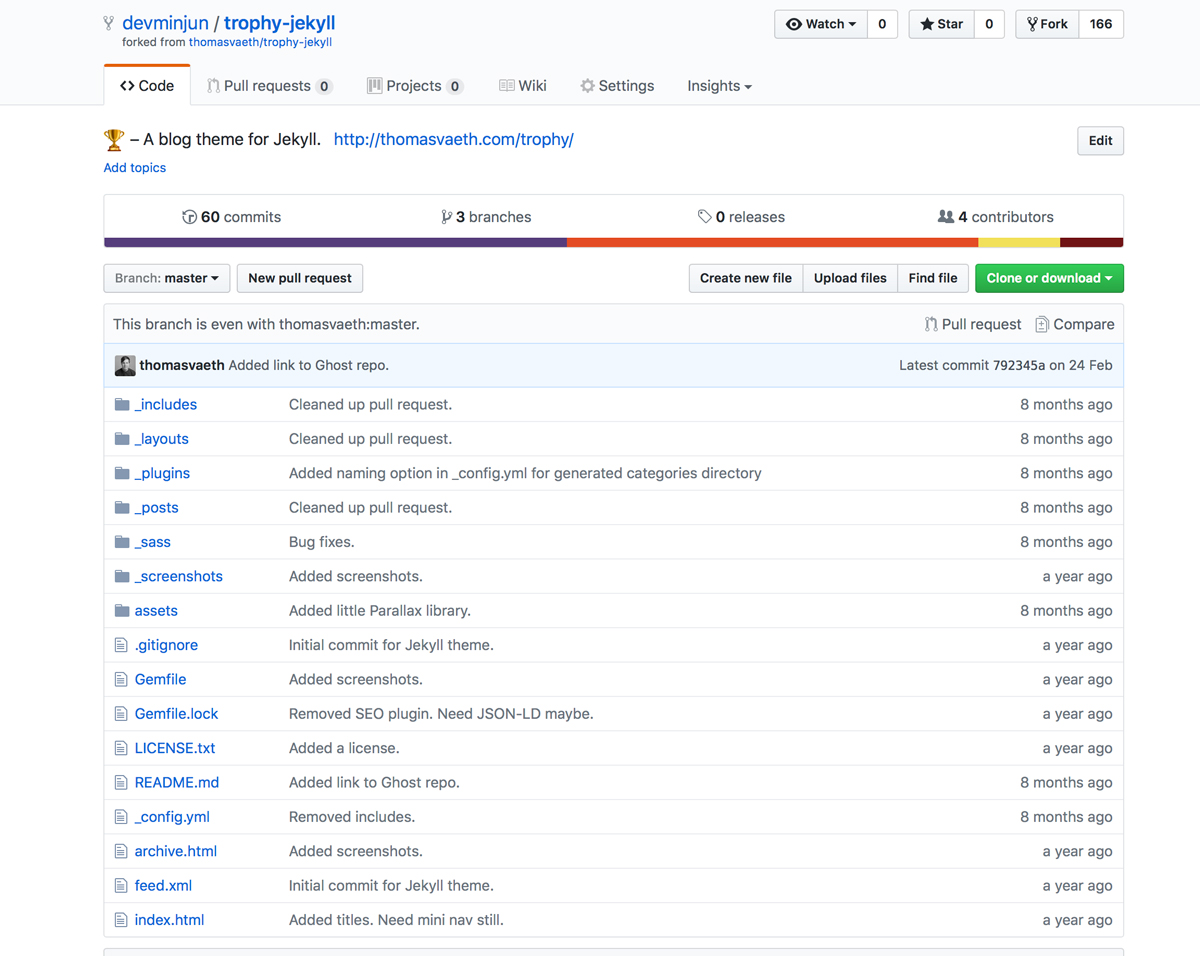 devminjun / trophy-jekyll
Watch 0 Star 0 Fork 166
forked from thomasvaeth/trophy-jekyll
Code Pull requests 0 Projects 0 Wiki Settings Insights
– A blog theme for Jekyll. http://thomasvaeth.com/trophy/ Edit
Add topics
60 commits 3 branches 0 releases 4 contributors
Branch: master New pull request Create new file Upload files Find file Clone or download
This branch is even with thomasvaeth:master. Pull request Compare
thomasvaeth Added link to Ghost repo. Latest commit 792345a on 24 Feb
_includes Cleaned up pull request. 8 months ago
_layouts Cleaned up pull request. 8 months ago
_plugins Added naming option in _config.yml for generated categories directory 8 months ago
_posts Cleaned up pull request. 8 months ago
_sass Bug fixes. 8 months ago
_screenshots Added screenshots. a year ago
assets Added little Parallax library. 8 months ago
.gitignore Initial commit for Jekyll theme. a year ago
Gemfile Added screenshots. a year ago
Gemfile.lock Removed SEO plugin. Need JSON-LD maybe. a year ago
LICENSE.txt Added a license. a year ago
README.md Added link to Ghost repo. 8 months ago
_config.yml Removed includes. 8 months ago
archive.html Added screenshots. a year ago
feed.xml Initial commit for Jekyll theme. a year ago
index.html Added titles. Need mini nav still. a year ago